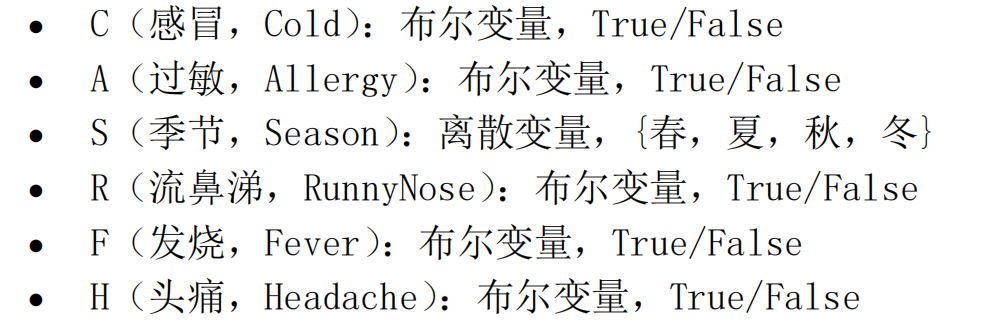 • C（感冒，Cold）：布尔变量，True/False
• A（过敏，Allergy）：布尔变量，True/False
• S（季节，Season）：离散变量，{春，夏，秋，冬}
• R（流鼻涕，RunnyNose）：布尔变量，True/False
• F（发烧，Fever）：布尔变量，True/False
• H（头痛，Headache）：布尔变量，True/False